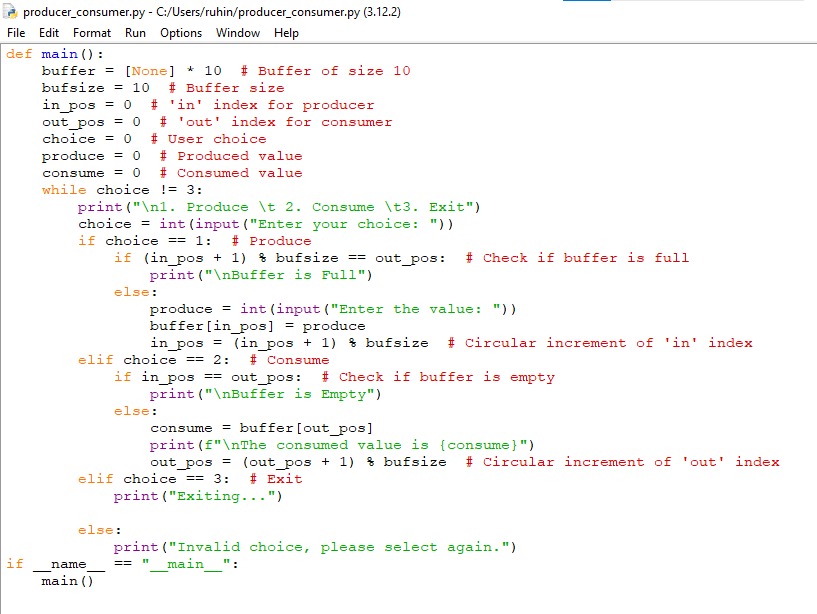 producer_consumer.py - C:/Users/ruhin/producer_consumer.py (3.12.2)
File Edit Format Run Options Window Help
def main():
    buffer = [None] * 10  # Buffer of size 10
    bufsize = 10  # Buffer size
    in_pos = 0  # 'in' index for producer
    out_pos = 0  # 'out' index for consumer
    choice = 0  # User choice
    produce = 0  # Produced value
    consume = 0  # Consumed value
    while choice != 3:
        print("\n1. Produce \t 2. Consume \t3. Exit")
        choice = int(input("Enter your choice: "))
        if choice == 1:  # Produce
            if (in_pos + 1) % bufsize == out_pos:  # Check if buffer is full
                print("\nBuffer is Full")
            else:
                produce = int(input("Enter the value: "))
                buffer[in_pos] = produce
                in_pos = (in_pos + 1) % bufsize  # Circular increment of 'in' index
        elif choice == 2:  # Consume
            if in_pos == out_pos:  # Check if buffer is empty
                print("\nBuffer is Empty")
            else:
                consume = buffer[out_pos]
                print(f"\nThe consumed value is {consume}")
                out_pos = (out_pos + 1) % bufsize  # Circular increment of 'out' index
        elif choice == 3:  # Exit
            print("Exiting...")

        else:
            print("Invalid choice, please select again.")
if __name__ == "__main__":
    main()